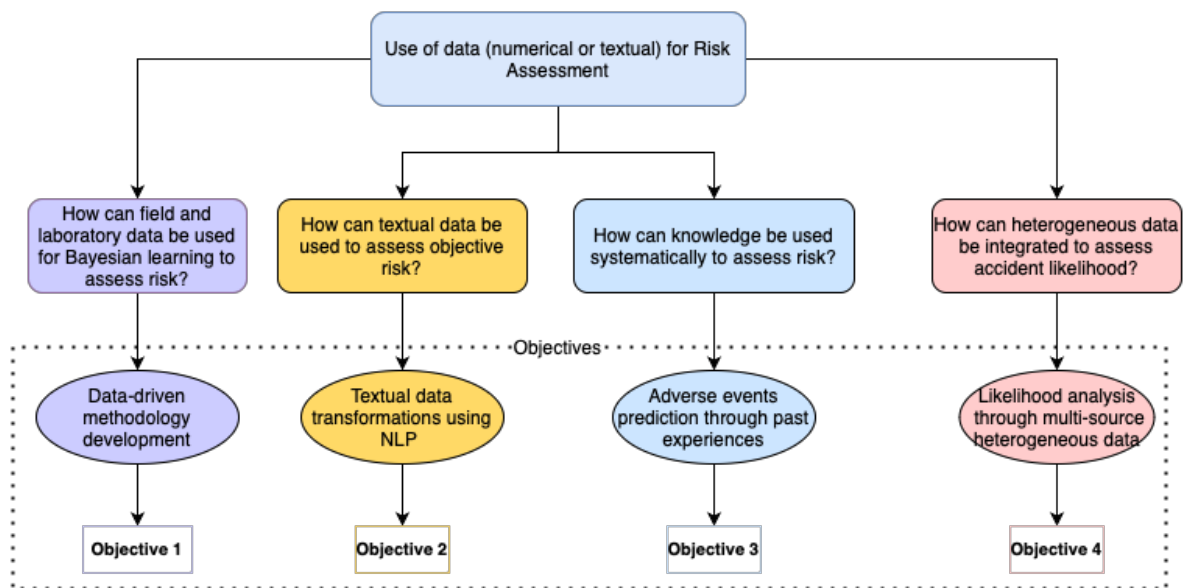 Use of data (numerical or textual) for Risk
Assessment
How can field and
laboratory data be used
for Bayesian learning to
assess risk?
How can textual data be
used to assess objective
risk?
How can knowledge be used
systematically to assess risk?
How can heterogeneous data
be integrated to assess
accident likelihood?
Objectives
Data-driven
methodology
development
Textual data
transformations using
NLP
Adverse events
prediction through past
experiences
Likelihood analysis
through multi-source
heterogeneous data
Objective 1
Objective 2
Objective 3
Objective 4